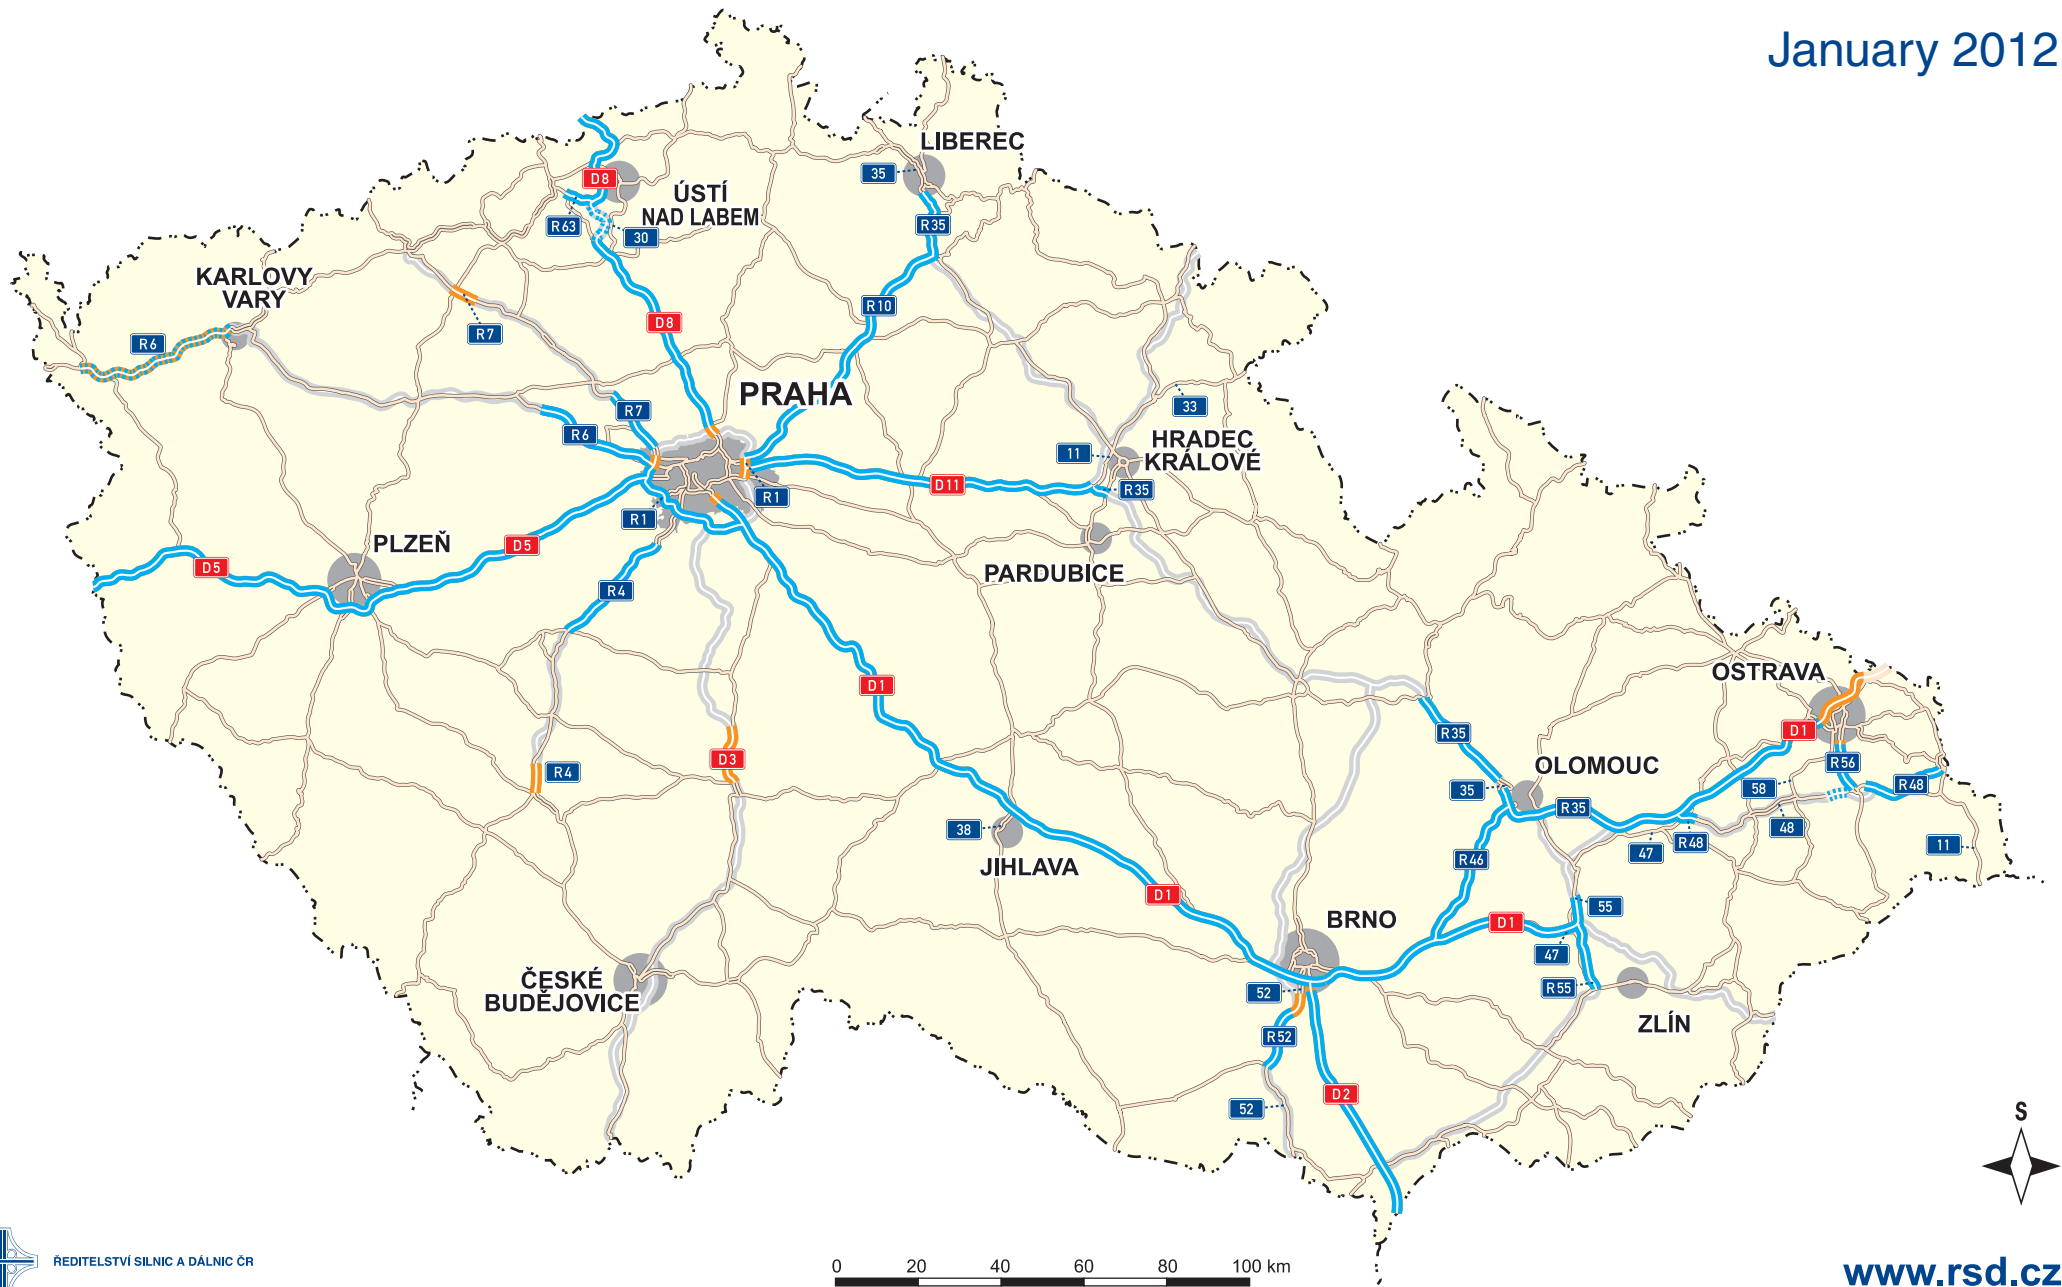 January 2012
LIBEREC
35
D8
ÚSTÍ
NAD LABEM
R63
30
R35
KARLOVY
VARY
R10
R6
R7
D8
PRAHA
33
R7
R6
HRADEC
KRÁLOVÉ
11
D11
R35
R1
R1
PLZEŇ
D5
D5
PARDUBICE
R4
OSTRAVA
D1
D1
R35
D3
R4
OLOMOUC
R56
35
58
R48
R35
48
38
JIHLAVA
47
R48
11
R46
D1
BRNO
D1
55
47
ČESKÉ
BUDĚJOVICE
52
R55
ZLÍN
R52
D2
52
S
ŘEDITELSTVÍ SILNIC A DÁLNIC ČR
0 20 40 60 80 100 km
www.rsd.cz